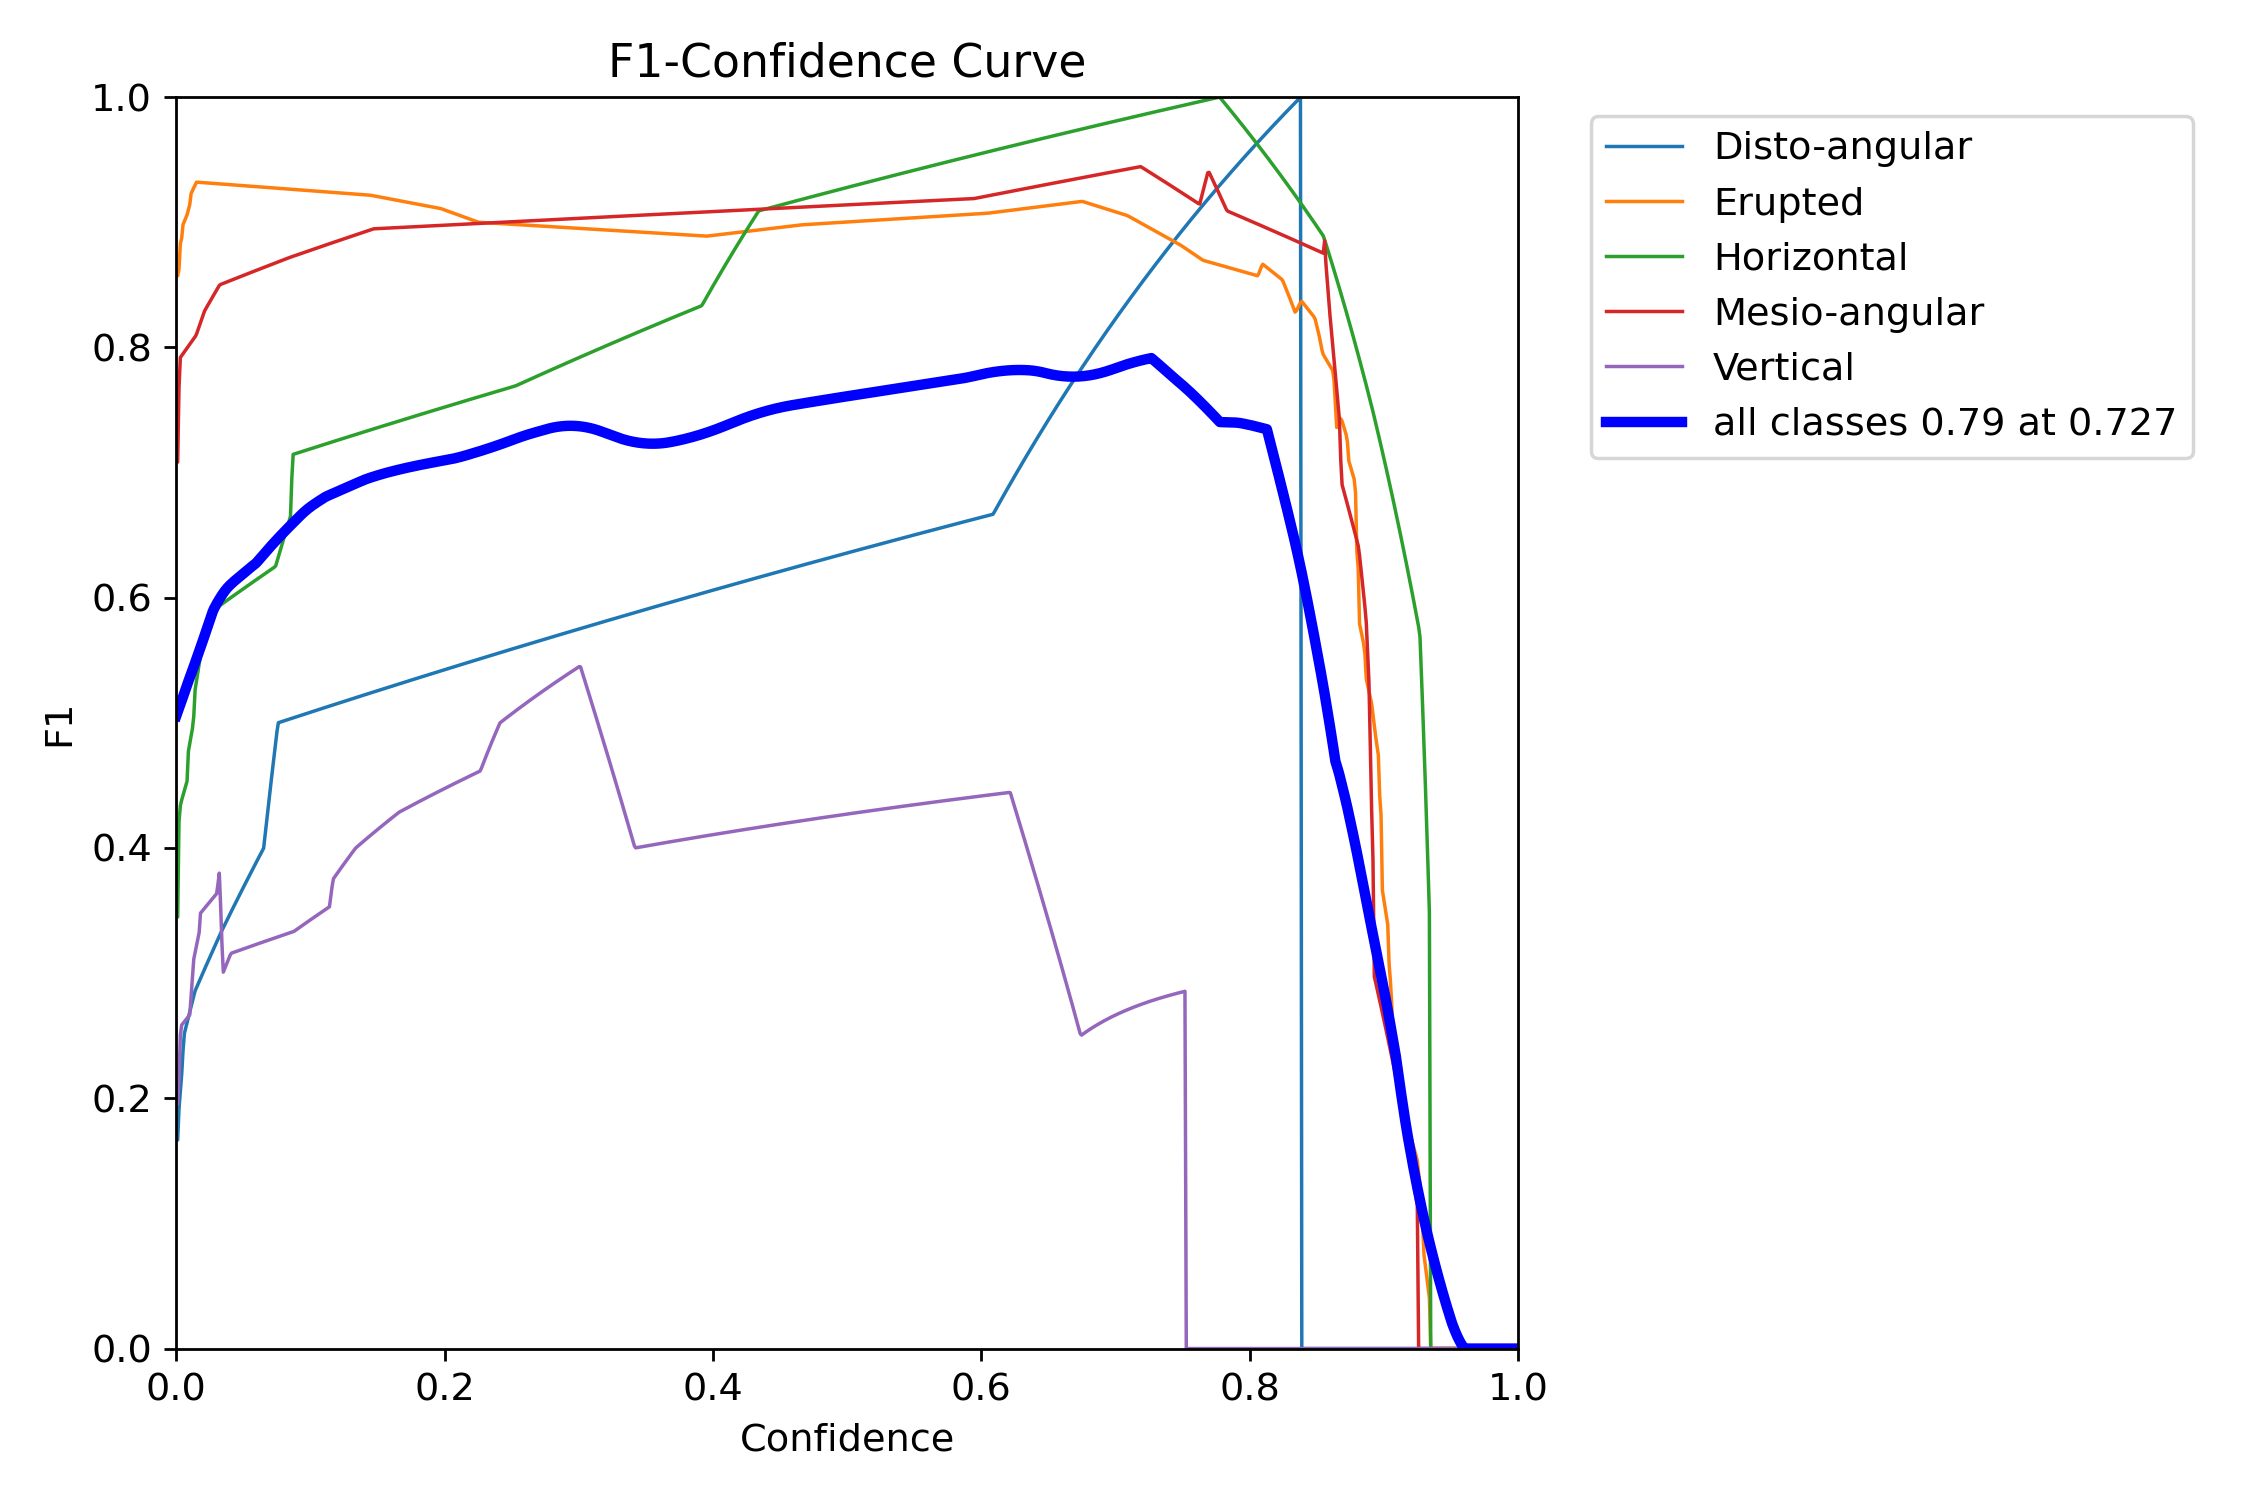 F1-Confidence Curve
1.0
0.8
0.6
0.4
0.2
0.0
F1
0.0 0.2 0.4 0.6 0.8 1.0
Confidence
Disto-angular
Erupted
Horizontal
Mesio-angular
Vertical
all classes 0.79 at 0.727